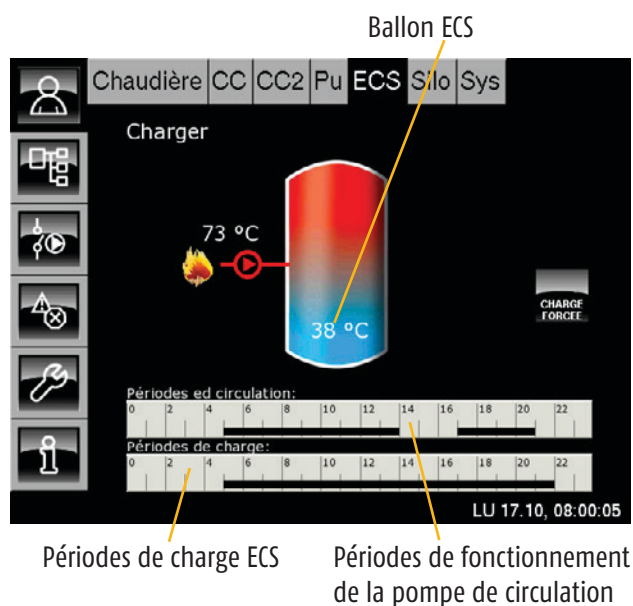 Ballon ECS
Chaudière CC CC2 Pu ECS Silo Sys
Charger
73 °C
38 °C
CHARGE
FORCEE
Périodes ed circulation:
0 2 4 6 8 10 12 14 16 18 20 22
Périodes de charge:
0 2 4 6 8 10 12 14 16 18 20 22
LU 17.10, 08:00:05
Périodes de charge ECS
Périodes de fonctionnement
de la pompe de circulation